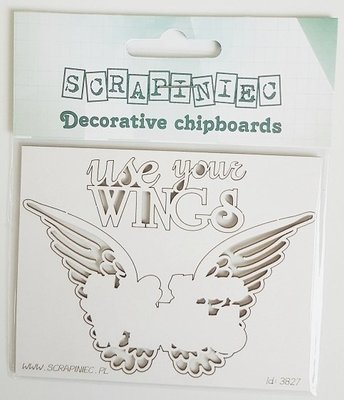 SCRAPINIEC
Decorative chipboards
use your
WINGS
WWW.SCRAPINIEC.PL
Id: 3827